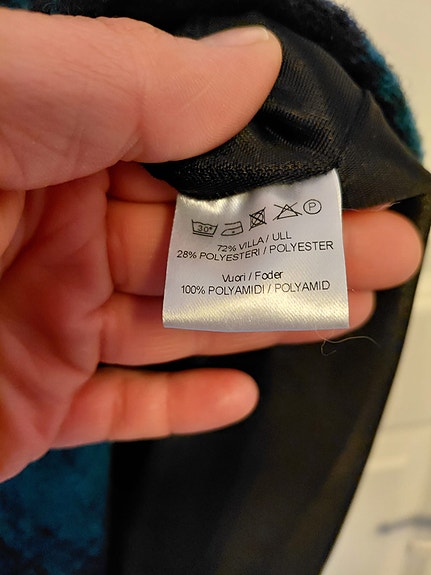 30° P
72% VILLA / ULL
28% POLYESTERI / POLYESTER
Vuori / Foder
100% POLYAMIDI / POLYAMID